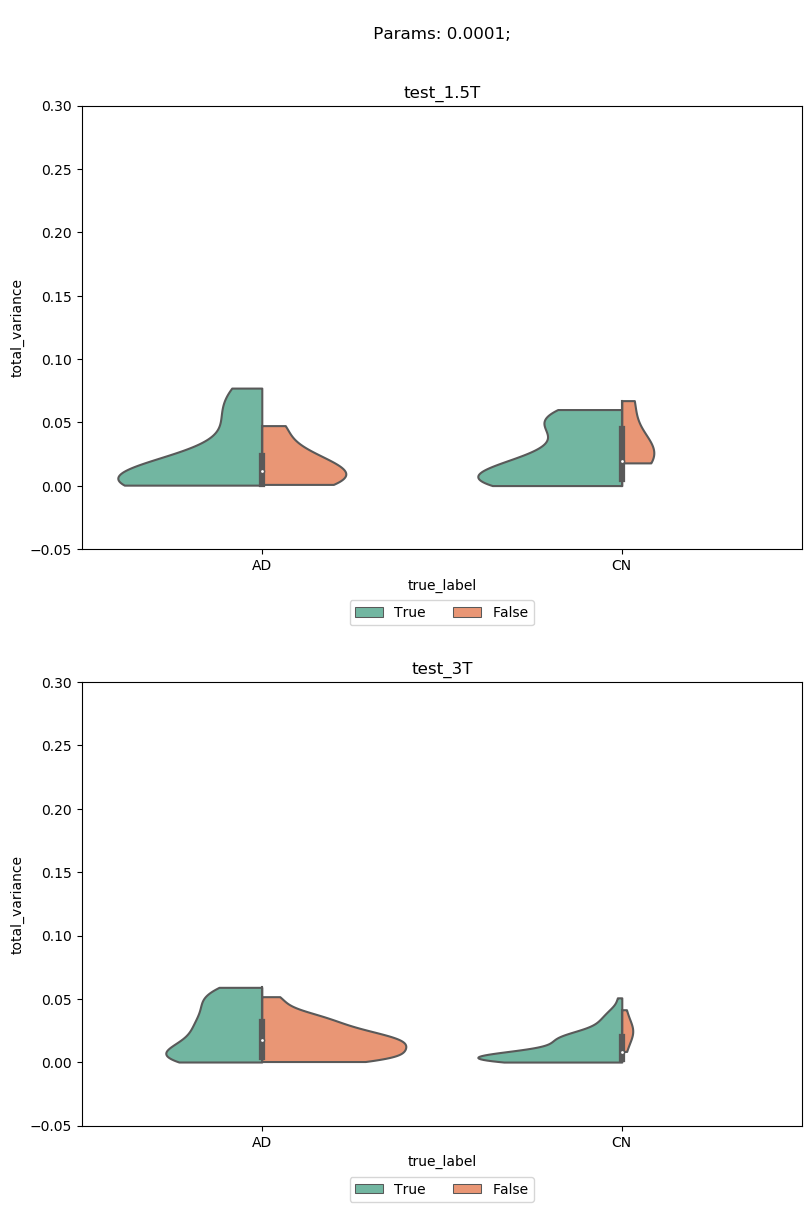 Params: 0.0001;
test_1.5T
0.30
0.25
0.20
0.15
0.10
0.05
0.00
−0.05
total_variance
AD CN
true_label
True False
test_3T
0.30
0.25
0.20
0.15
0.10
0.05
0.00
−0.05
total_variance
AD CN
true_label
True False